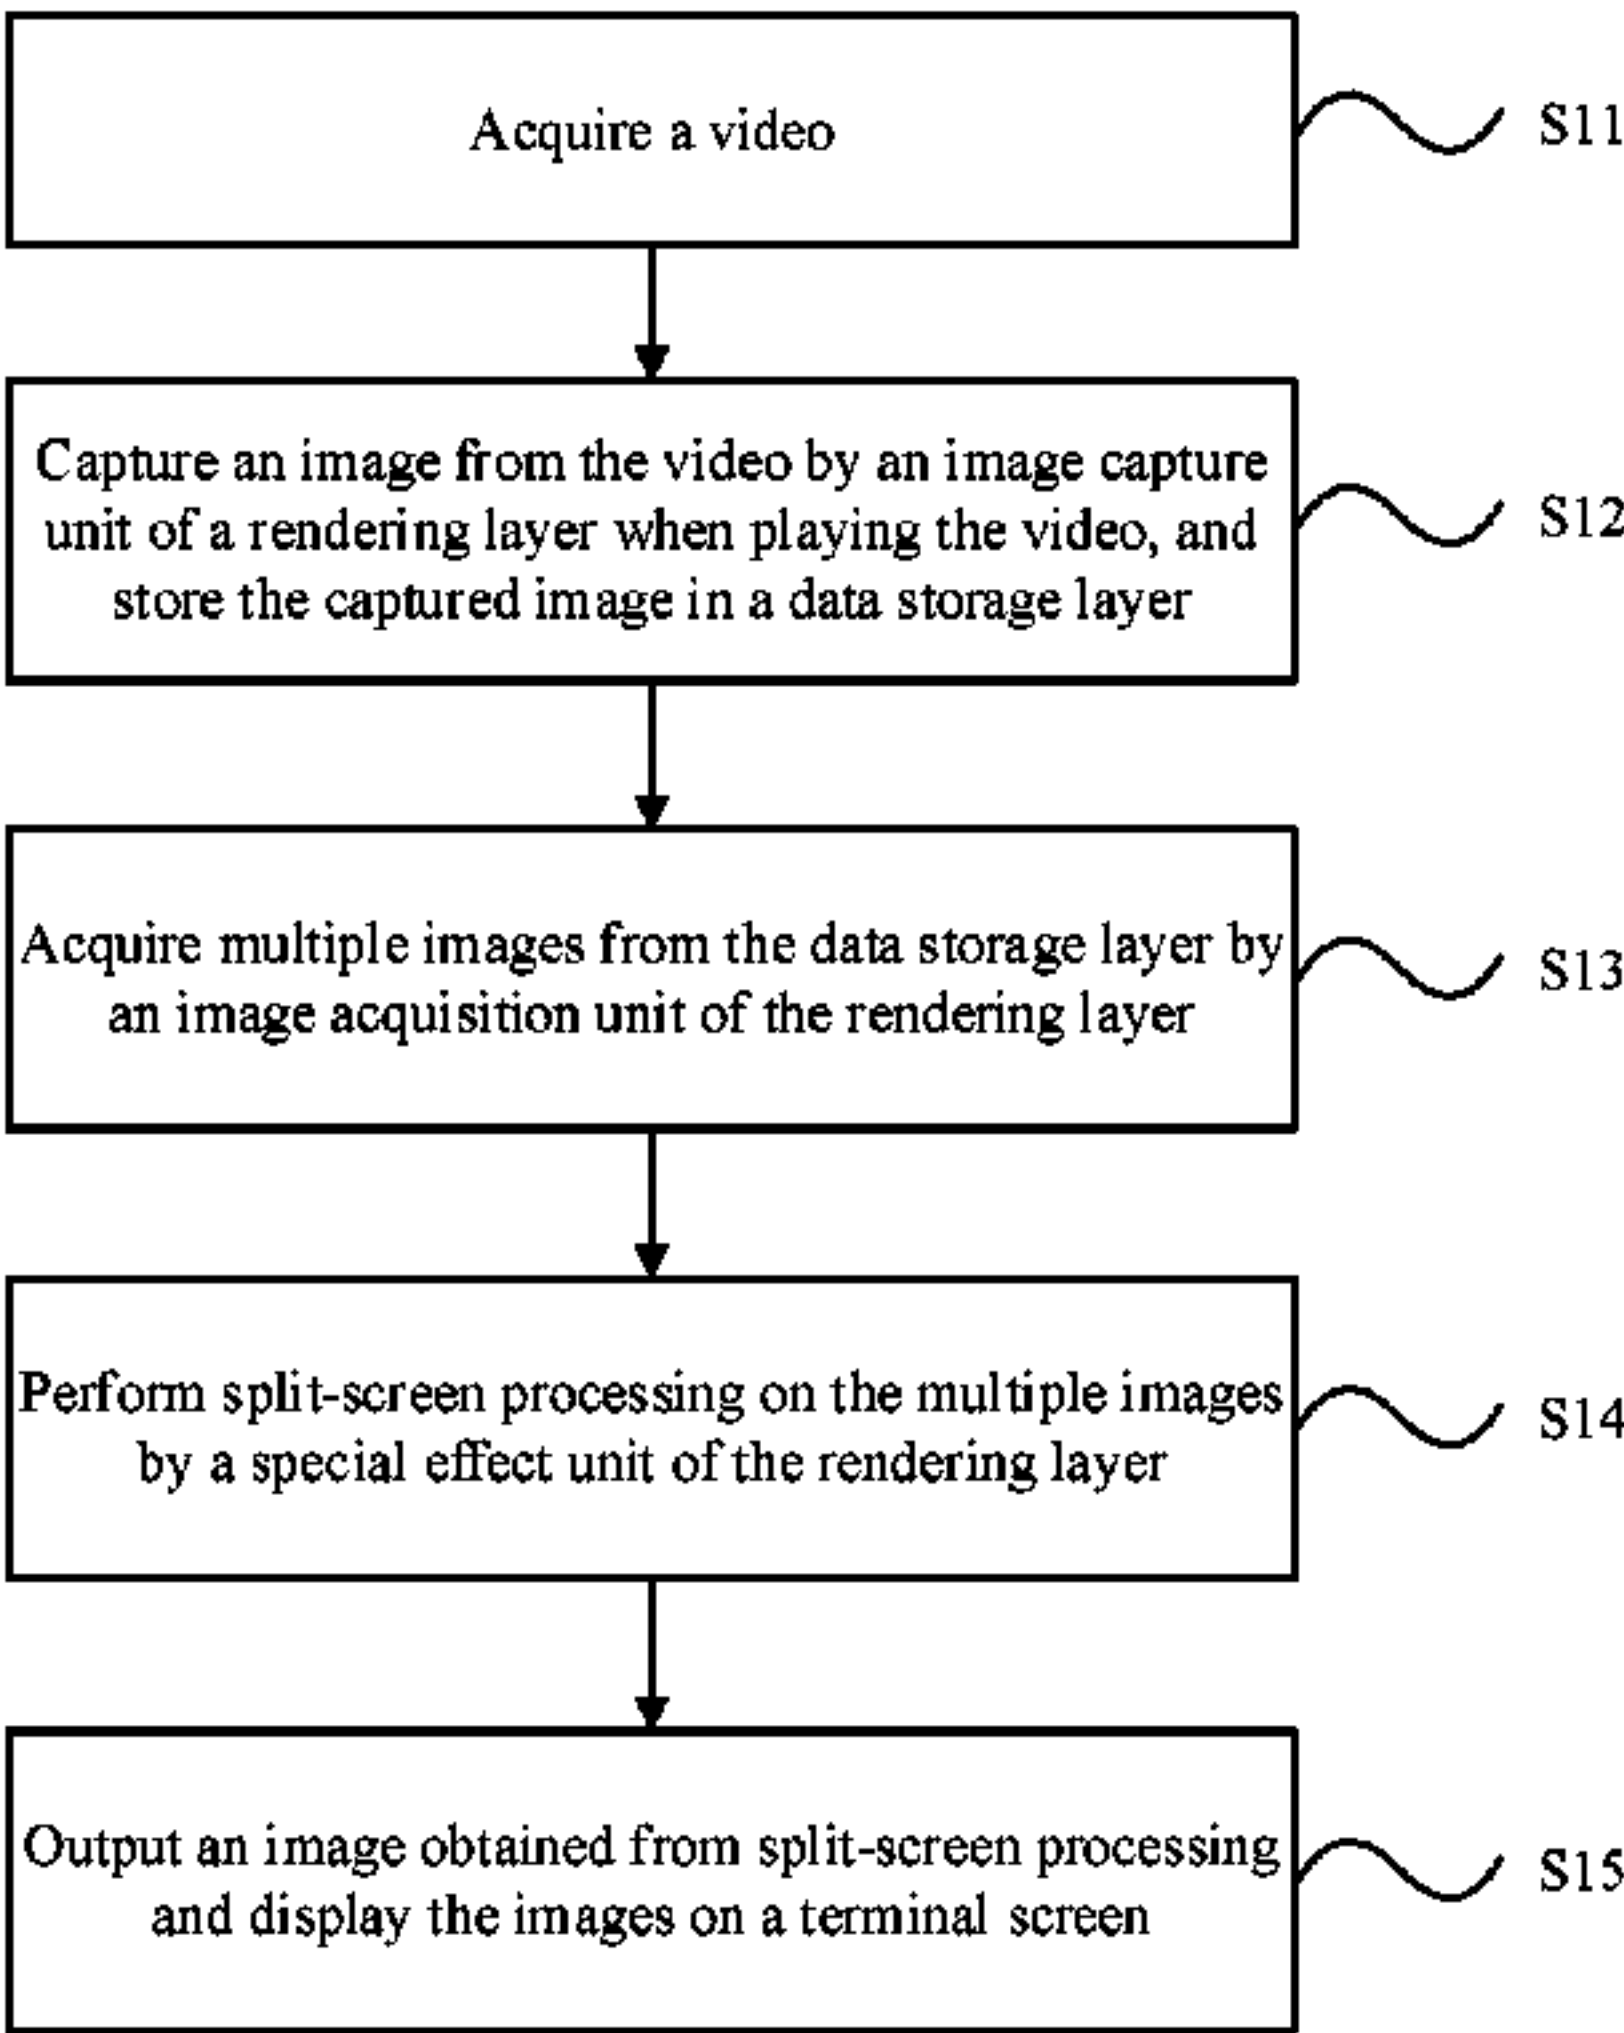 Acquire a video
S11
Capture an image from the video by an image capture
unit of a rendering layer when playing the video, and
store the captured image in a data storage layer
S12
Acquire multiple images from the data storage layer by
an image acquisition unit of the rendering layer
S13
Perform split-screen processing on the multiple images
by a special effect unit of the rendering layer
S14
Output an image obtained from split-screen processing
and display the images on a terminal screen
S15